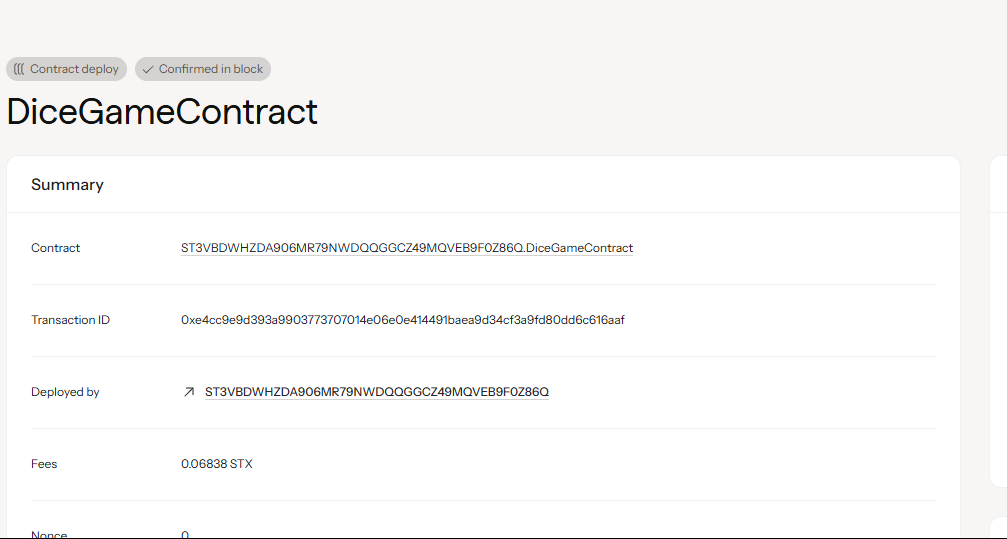 Contract deploy Confirmed in block
DiceGameContract
Summary
Contract ST3VBDWHZDA906MR79NWDQQGGCZ49MQVEB9F0Z86Q.DiceGameContract
Transaction ID 0xe4cc9e9d393a9903773707014e06e0e414491baea9d34cf3a9fd80dd6c616aaf
Deployed by ST3VBDWHZDA906MR79NWDQQGGCZ49MQVEB9F0Z86Q
Fees 0.06838 STX
Nonce 0